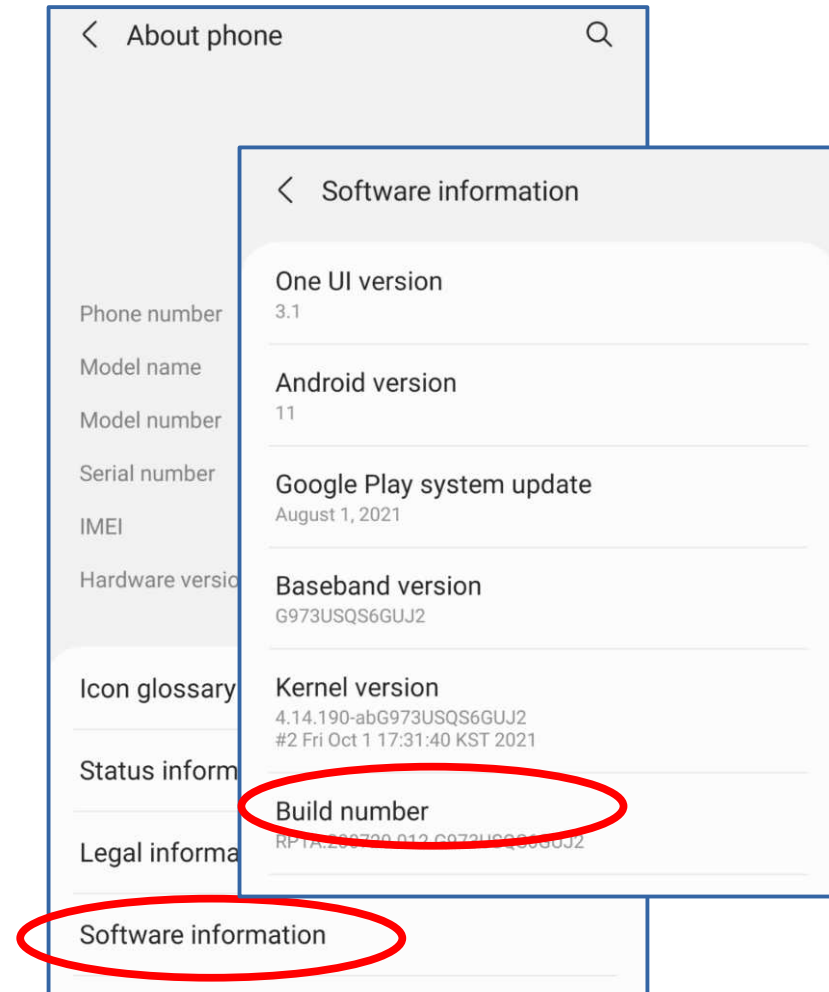 About phone
Phone number
Model name
Model number
Serial number
IMEI
Hardware versio
Icon glossary
Status inform
Legal informa
Software information
Software information
One UI version
3.1
Android version
11
Google Play system update
August 1, 2021
Baseband version
G973USQS6GUJ2
Kernel version
4.14.190-abG973USQS6GUJ2
#2 Fri Oct 1 17:31:40 KST 2021
Build number